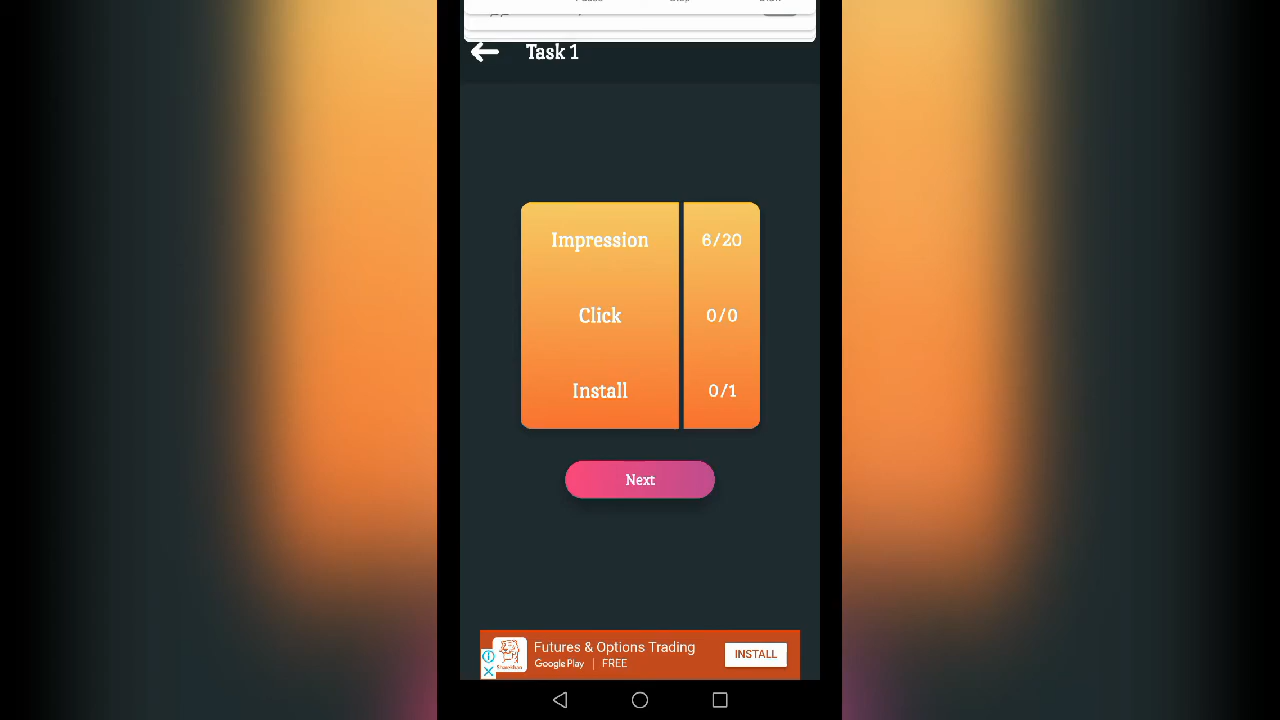 Task 1
Impression 6/20
Click 0/0
Install 0/1
Next
Futures & Options Trading
Google Play | FREE
INSTALL